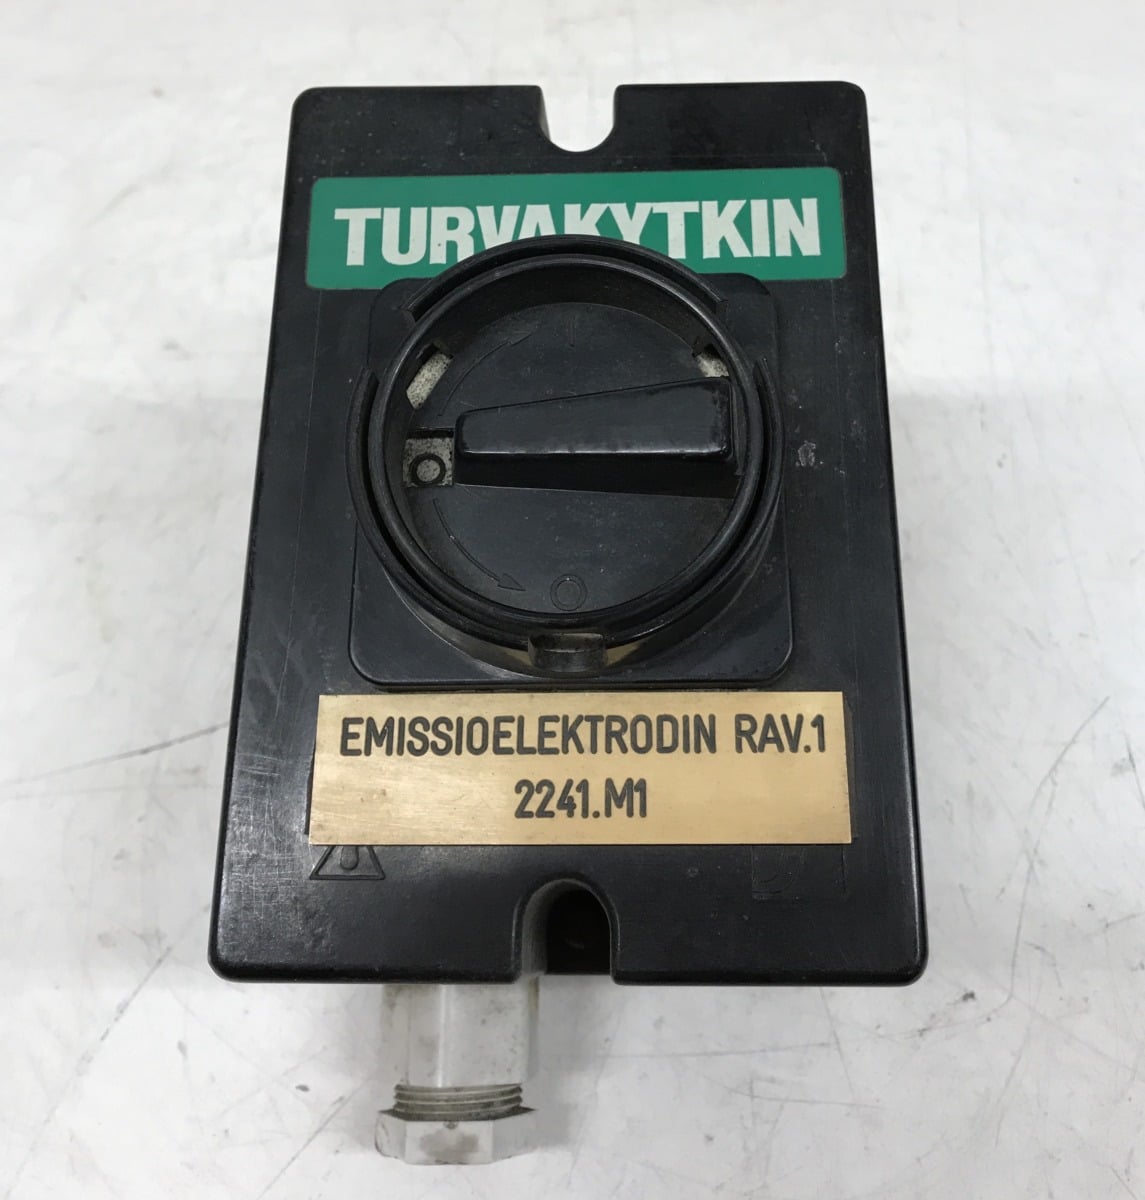 TURVAKYTKIN
EMISSIOELEKTRODIN RAV.1
2241.M1